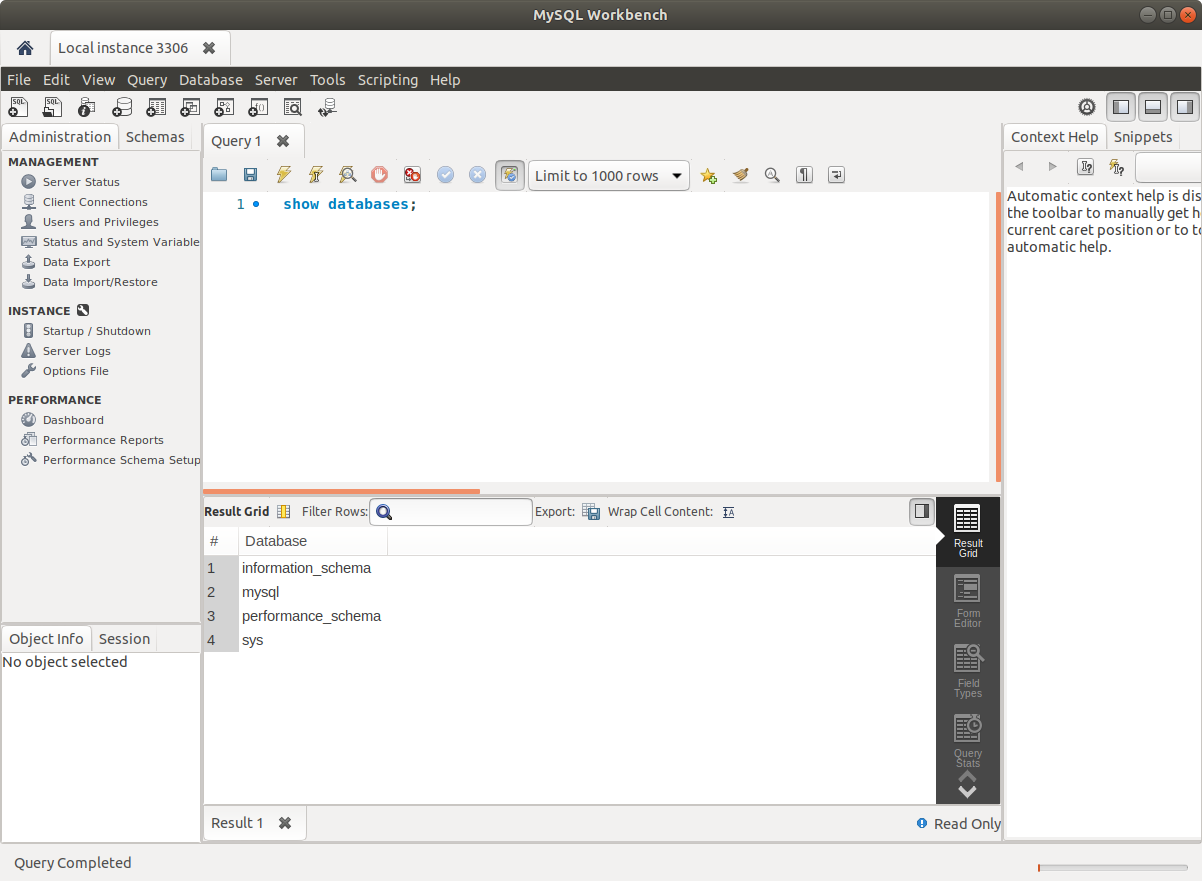 MySQL Workbench
Local instance 3306
File Edit View Query Database Server Tools Scripting Help
Administration Schemas
MANAGEMENT
Server Status
Client Connections
Users and Privileges
Status and System Variable
Data Export
Data Import/Restore
INSTANCE
Startup / Shutdown
Server Logs
Options File
PERFORMANCE
Dashboard
Performance Reports
Performance Schema Setup
Object Info Session
No object selected
Query 1
Limit to 1000 rows
1 show databases;
Result Grid Filter Rows: Export: Wrap Cell Content:
# Database
1 information_schema
2 mysql
3 performance_schema
4 sys
Result
Grid
Form
Editor
Field
Types
Query
Stats
Result 1
Read Only
Context Help Snippets
Automatic context help is dis
the toolbar to manually get h
current caret position or to to
automatic help.
Query Completed